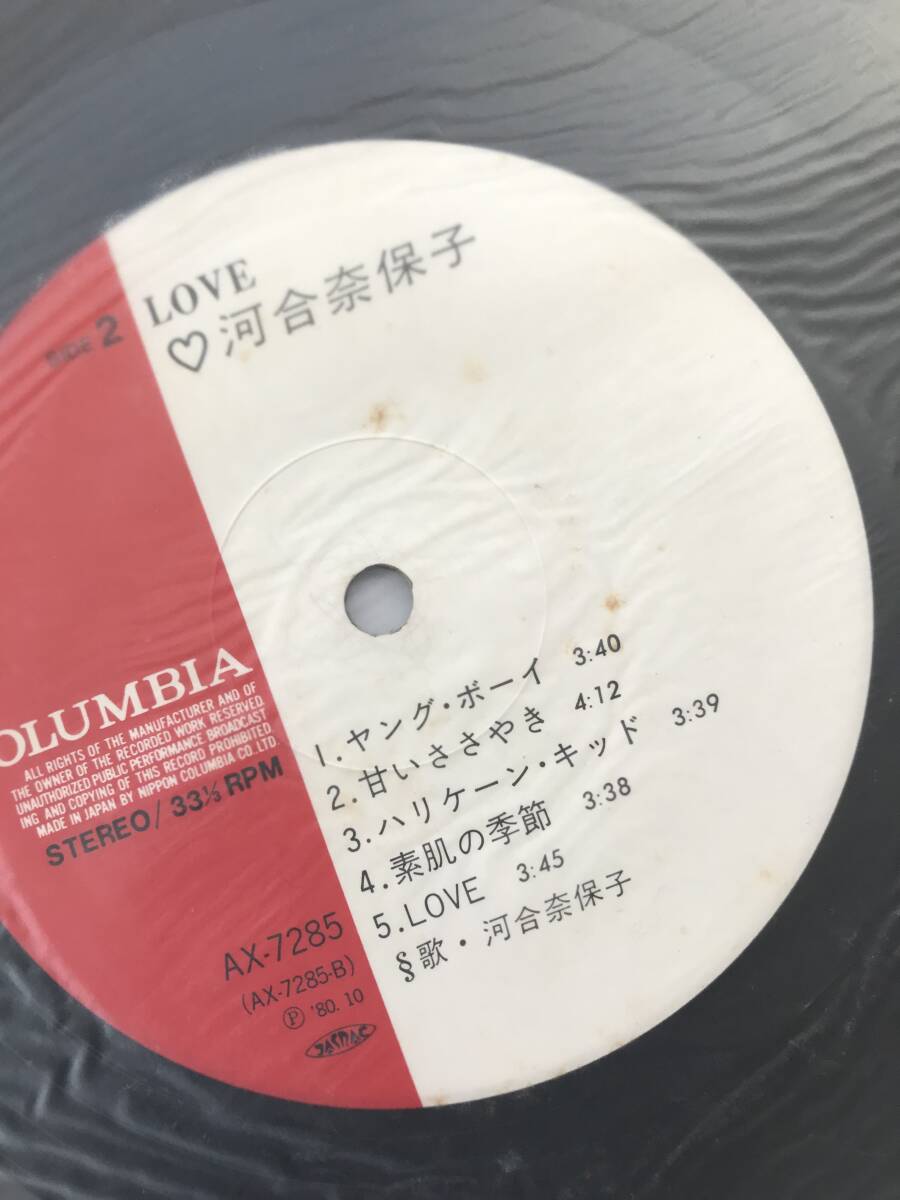 LOVE
♡河合奈保子
SIDE 2
OLUMBIA
ALL RIGHTS OF THE MANUFACTURER AND OF
THE OWNER OF THE RECORDED WORK RESERVED
UNAUTHORIZED PUBLIC PERFORMANCE BROADCAST
ING AND COPYING OF THIS RECORD PROHIBITED.
MADE IN JAPAN BY NIPPON COLUMBIA CO., LTD.
STEREO/33⅓ RPM
1.ヤング・ボーイ 3:40
2.甘いささやき 4:12
3.ハリケーン・キッド 3:39
4.素肌の季節 3:38
5.LOVE 3:45
§歌・河合奈保子
AX-7285
(AX-7285-B)
Ⓟ '80. 10
JASRAC